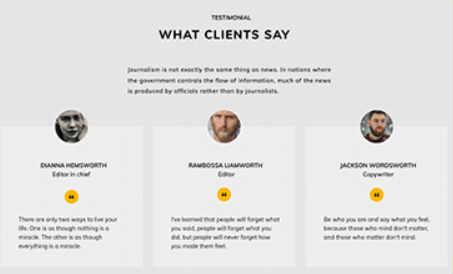 TESTIMONIAL
WHAT CLIENTS SAY
Journalism is not exactly the same thing as news. In nations where
the government controls the flow of information, much of the news
is produced by officials rather than by journalists.
DIANNA HEMSWORTH
Editor in chief
“
There are only two ways to live your
life. One is as though nothing is a
miracle. The other is as though
everything is a miracle.
RAMBOSSA LIAMWORTH
Editor
“
I've learned that people will forget what
you said, people will forget what you
did, but people will never forget how
you made them feel.
JACKSON WORDSWORTH
Copywriter
“
Be who you are and say what you feel,
because those who mind don't matter,
and those who matter don't mind.